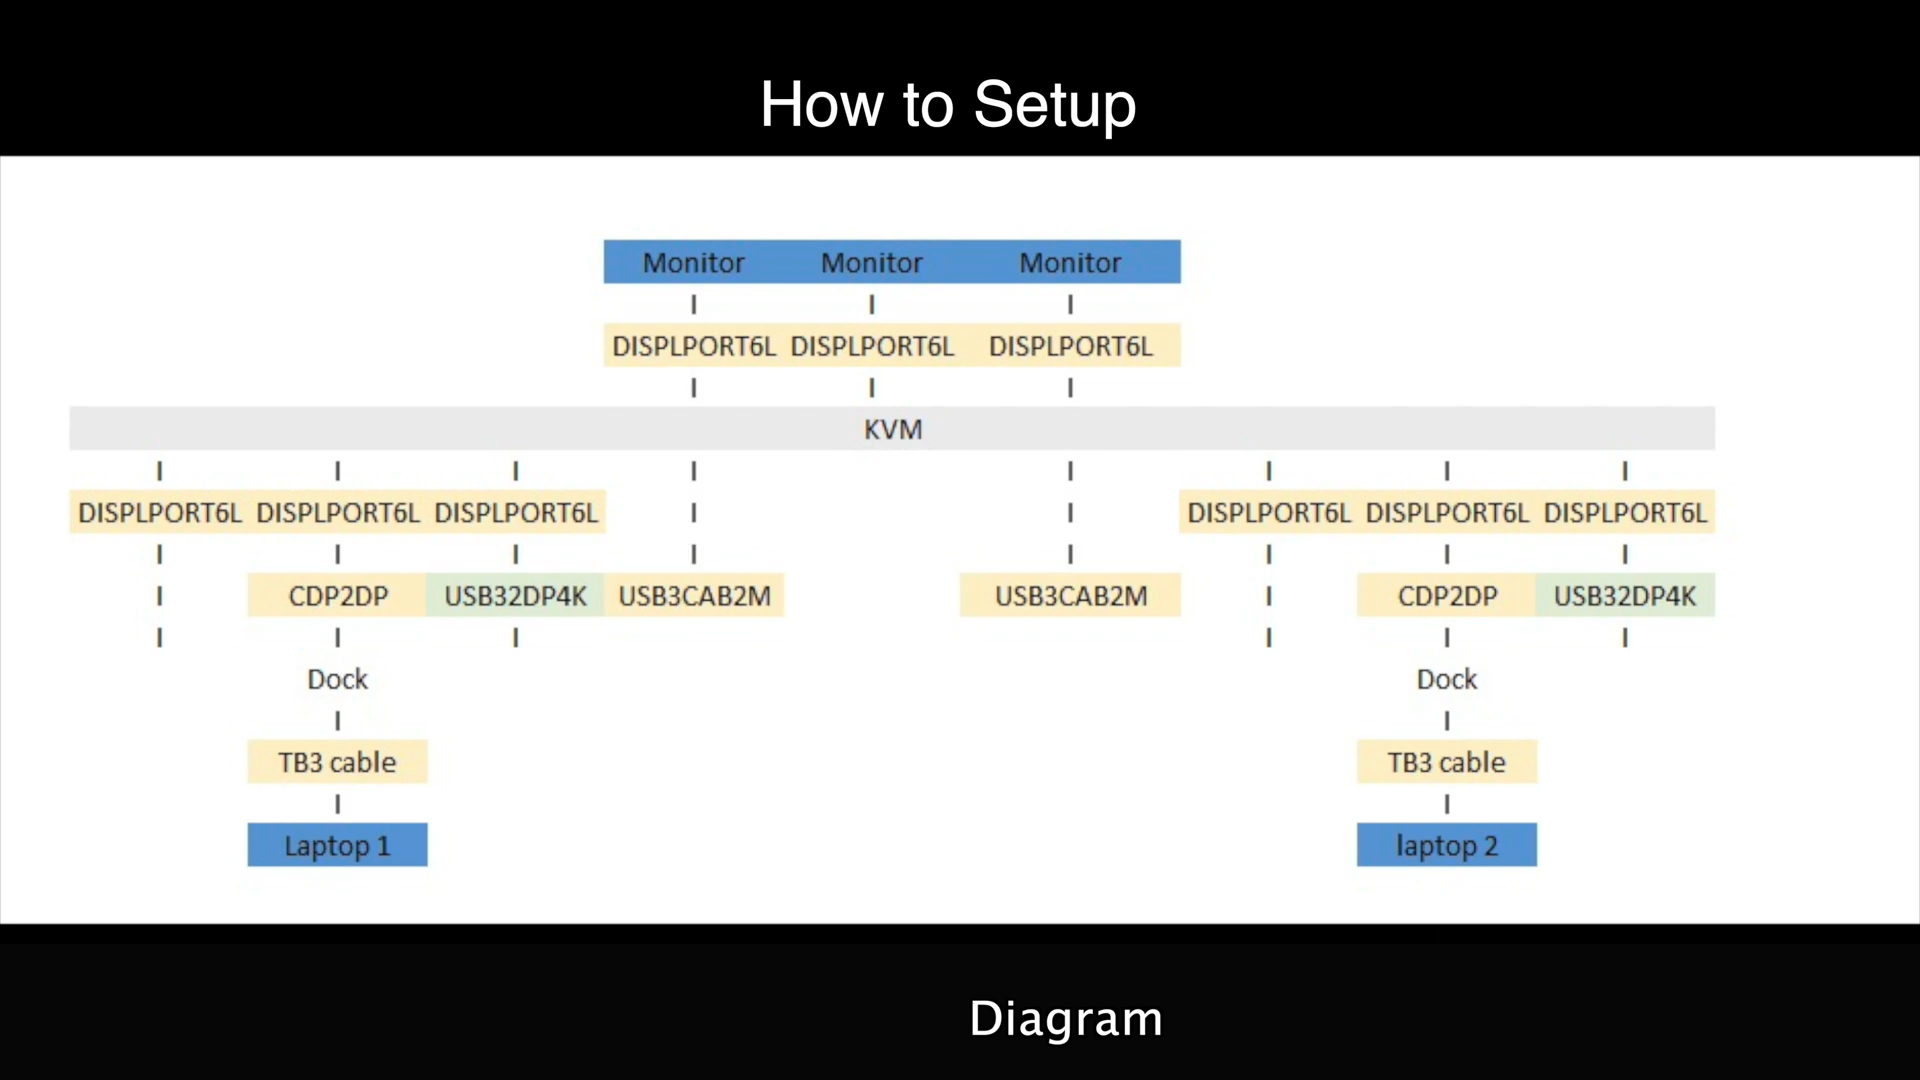 How to Setup
Monitor Monitor Monitor
DISPLPORT6L DISPLPORT6L DISPLPORT6L
KVM
DISPLPORT6L DISPLPORT6L DISPLPORT6L DISPLPORT6L DISPLPORT6L DISPLPORT6L
CDP2DP USB32DP4K USB3CAB2M USB3CAB2M CDP2DP USB32DP4K
Dock Dock
TB3 cable TB3 cable
Laptop 1 laptop 2
Diagram